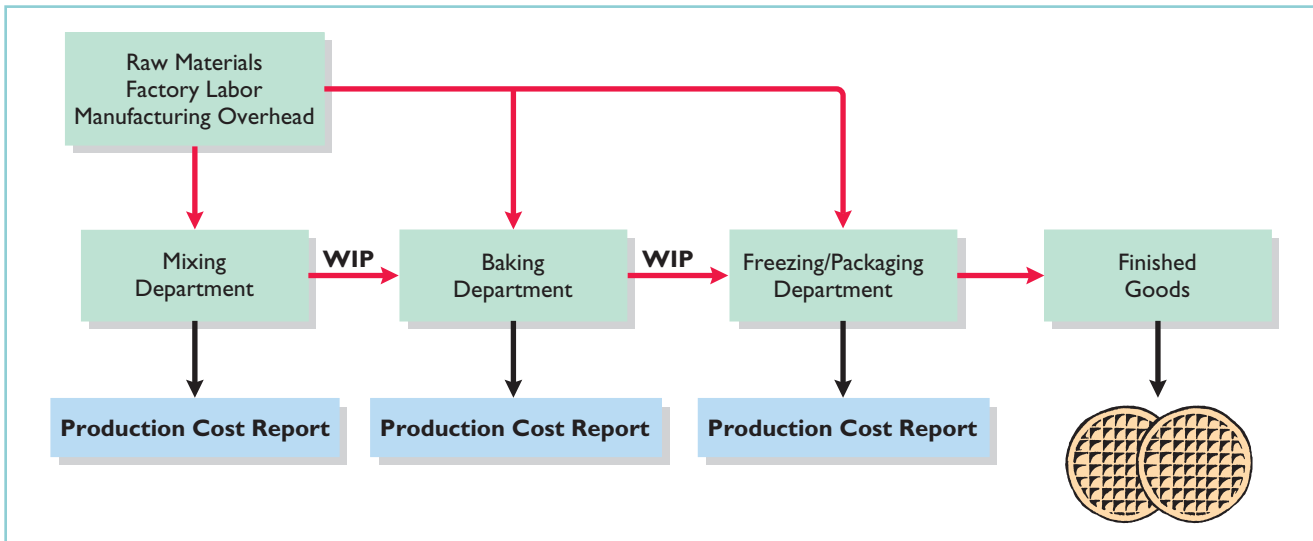 Raw Materials
Factory Labor
Manufacturing Overhead
Mixing
Department
WIP
Baking
Department
WIP
Freezing/Packaging
Department
Finished
Goods
Production Cost Report
Production Cost Report
Production Cost Report